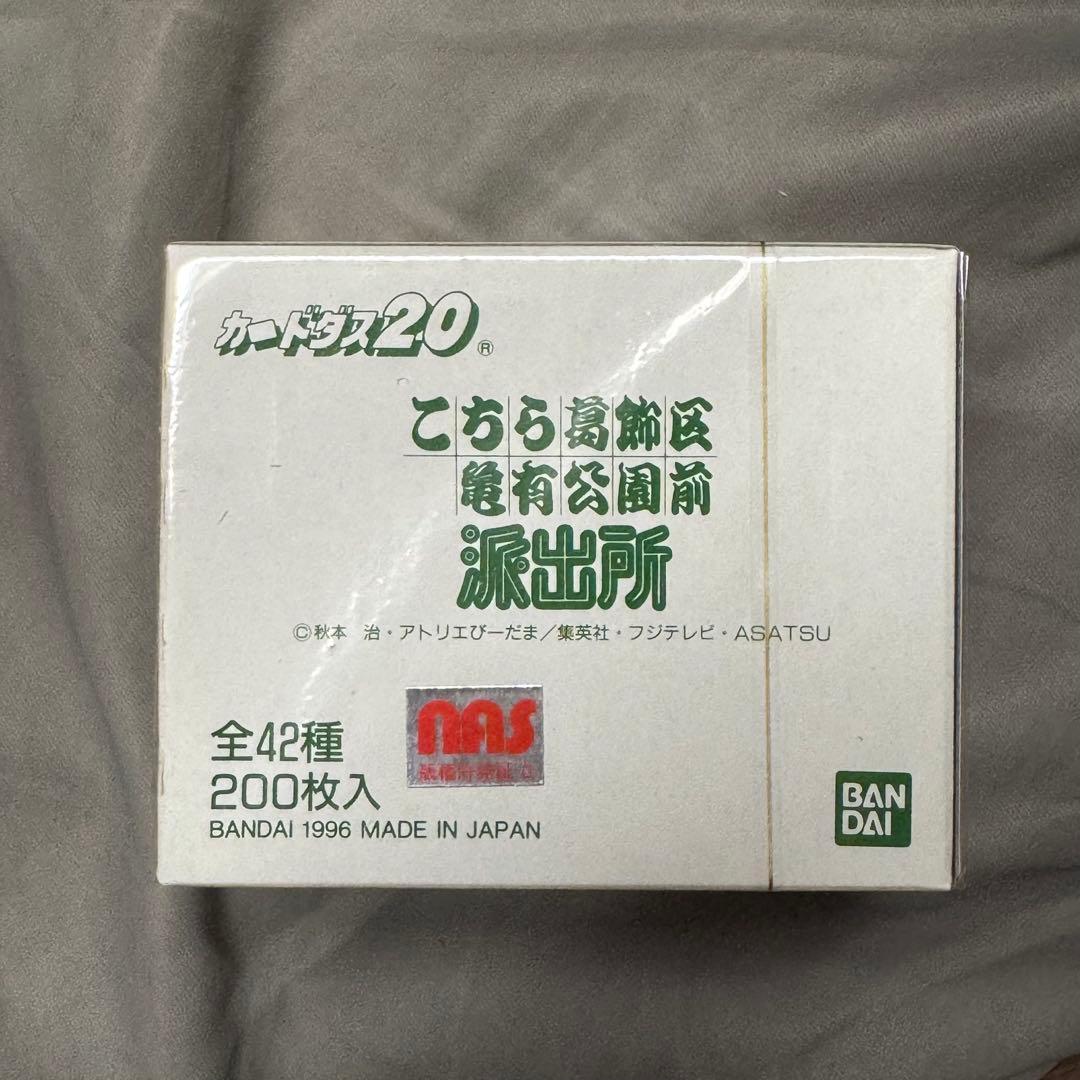 カードダス20®
こちら葛飾区
亀有公園前
派出所
©秋本 治・アトリエびーだま／集英社・フジテレビ・ASATSU
nas
全42種
200枚入
BANDAI 1996 MADE IN JAPAN
BAN
DAI